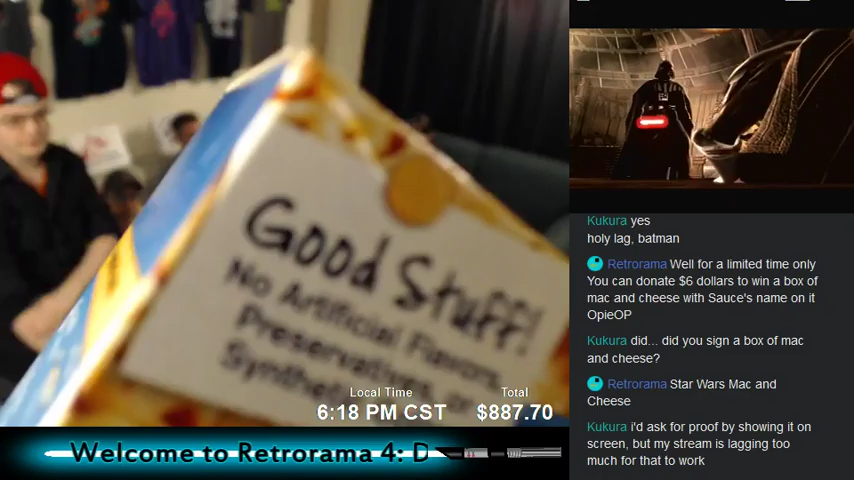 Good Stuff!
No Artificial Flavors,
Preservatives, or
Local Time
Total
6:18 PM CST
$887.70
Welcome to Retrorama 4: D
Kukura yes
holy lag, batman
Retrorama Well for a limited time only
You can donate $6 dollars to win a box of
mac and cheese with Sauce's name on it
OpieOP
Kukura did... did you sign a box of mac
and cheese?
Retrorama Star Wars Mac and
Cheese
Kukura i'd ask for proof by showing it on
screen, but my stream is lagging too
much for that to work